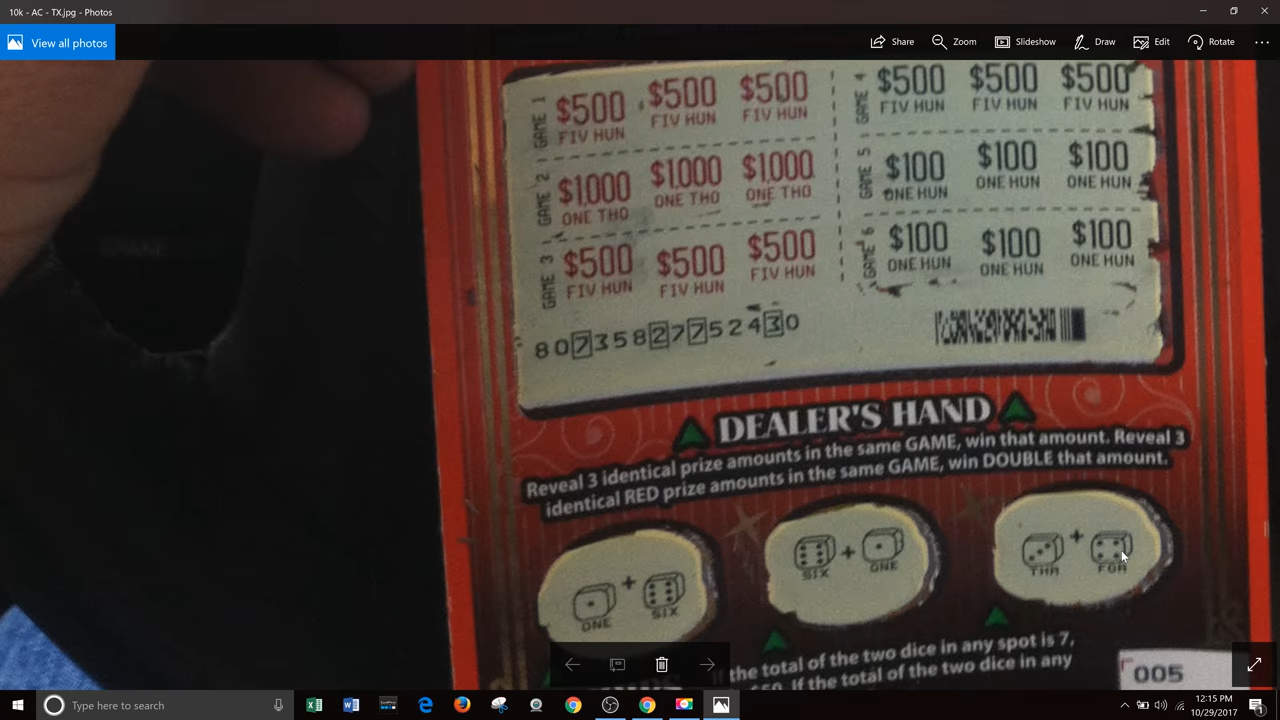 10k - AC - TX.jpg - Photos
View all photos
Share
Zoom
Slideshow
Draw
Edit
Rotate
GAME 1
$500 $500 $500
FIV HUN FIV HUN FIV HUN
GAME 2
$1,000 $1,000 $1,000
ONE THO ONE THO ONE THO
GAME 3
$500 $500 $500
FIV HUN FIV HUN FIV HUN
GAME 4
$500 $500 $500
FIV HUN FIV HUN FIV HUN
GAME 5
$100 $100 $100
ONE HUN ONE HUN ONE HUN
GAME 6
$100 $100 $100
ONE HUN ONE HUN ONE HUN
80735827752430
DEALER'S HAND
Reveal 3 identical prize amounts in the same GAME, win that amount. Reveal 3
identical RED prize amounts in the same GAME, win DOUBLE that amount.
ONE + SIX
SIX + ONE
THR + FOR
If the total of the two dice in any spot is 7,
If the total of the two dice in any
005
Type here to search
12:15 PM
10/29/2017